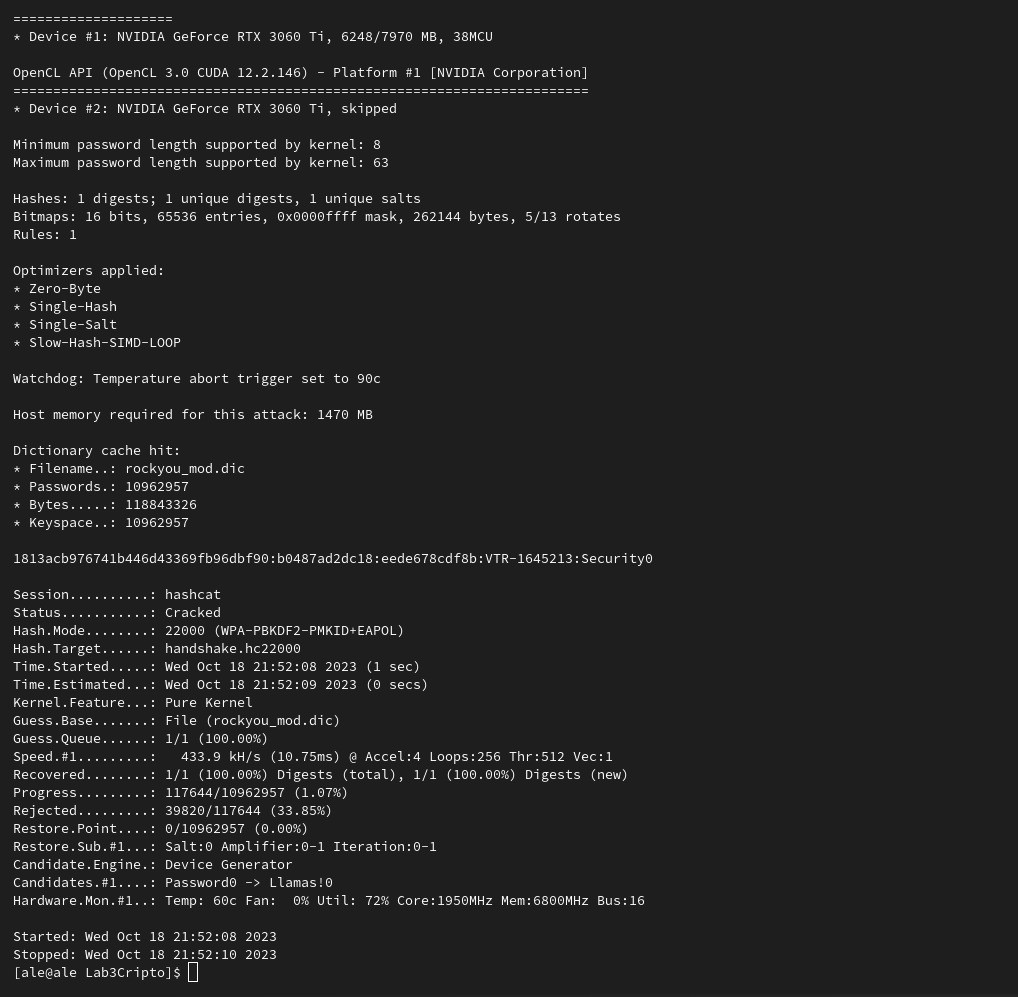 ====================
* Device #1: NVIDIA GeForce RTX 3060 Ti, 6248/7970 MB, 38MCU

OpenCL API (OpenCL 3.0 CUDA 12.2.146) - Platform #1 [NVIDIA Corporation]
========================================================================
* Device #2: NVIDIA GeForce RTX 3060 Ti, skipped

Minimum password length supported by kernel: 8
Maximum password length supported by kernel: 63

Hashes: 1 digests; 1 unique digests, 1 unique salts
Bitmaps: 16 bits, 65536 entries, 0x0000ffff mask, 262144 bytes, 5/13 rotates
Rules: 1

Optimizers applied:
* Zero-Byte
* Single-Hash
* Single-Salt
* Slow-Hash-SIMD-LOOP

Watchdog: Temperature abort trigger set to 90c

Host memory required for this attack: 1470 MB

Dictionary cache hit:
* Filename..: rockyou_mod.dic
* Passwords.: 10962957
* Bytes.....: 118843326
* Keyspace..: 10962957

1813acb976741b446d43369fb96dbf90:b0487ad2dc18:eede678cdf8b:VTR-1645213:Security0

Session..........: hashcat
Status...........: Cracked
Hash.Mode........: 22000 (WPA-PBKDF2-PMKID+EAPOL)
Hash.Target......: handshake.hc22000
Time.Started.....: Wed Oct 18 21:52:08 2023 (1 sec)
Time.Estimated...: Wed Oct 18 21:52:09 2023 (0 secs)
Kernel.Feature...: Pure Kernel
Guess.Base.......: File (rockyou_mod.dic)
Guess.Queue......: 1/1 (100.00%)
Speed.#1.........:   433.9 kH/s (10.75ms) @ Accel:4 Loops:256 Thr:512 Vec:1
Recovered........: 1/1 (100.00%) Digests (total), 1/1 (100.00%) Digests (new)
Progress.........: 117644/10962957 (1.07%)
Rejected.........: 39820/117644 (33.85%)
Restore.Point....: 0/10962957 (0.00%)
Restore.Sub.#1...: Salt:0 Amplifier:0-1 Iteration:0-1
Candidate.Engine.: Device Generator
Candidates.#1....: Password0 -> Llamas!0
Hardware.Mon.#1..: Temp: 60c Fan:  0% Util: 72% Core:1950MHz Mem:6800MHz Bus:16

Started: Wed Oct 18 21:52:08 2023
Stopped: Wed Oct 18 21:52:10 2023
[ale@ale Lab3Cripto]$